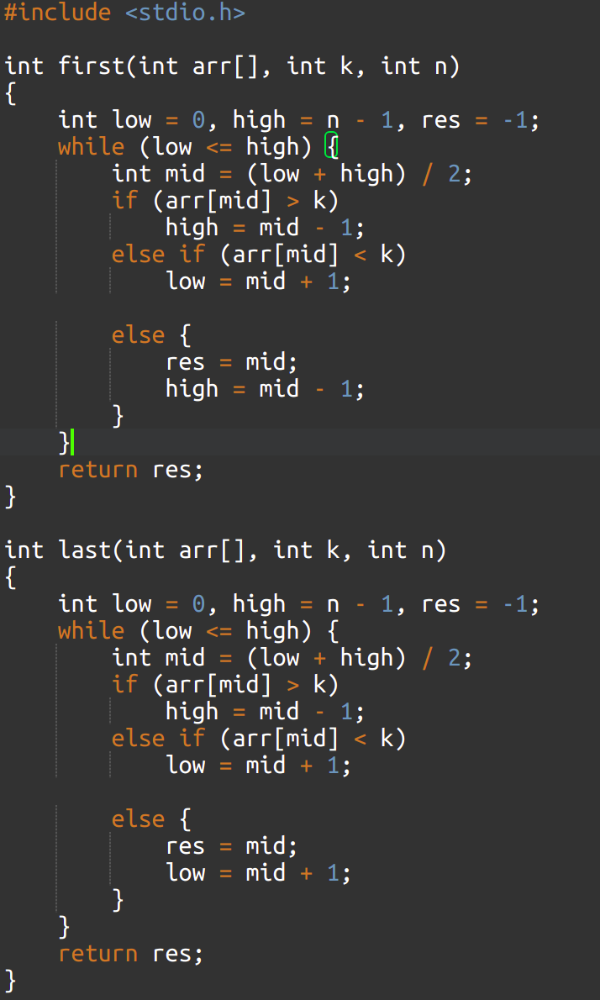 #include <stdio.h>

int first(int arr[], int k, int n)
{
    int low = 0, high = n - 1, res = -1;
    while (low <= high) {
        int mid = (low + high) / 2;
        if (arr[mid] > k)
            high = mid - 1;
        else if (arr[mid] < k)
            low = mid + 1;

        else {
            res = mid;
            high = mid - 1;
        }
    }
    return res;
}

int last(int arr[], int k, int n)
{
    int low = 0, high = n - 1, res = -1;
    while (low <= high) {
        int mid = (low + high) / 2;
        if (arr[mid] > k)
            high = mid - 1;
        else if (arr[mid] < k)
            low = mid + 1;

        else {
            res = mid;
            low = mid + 1;
        }
    }
    return res;
}